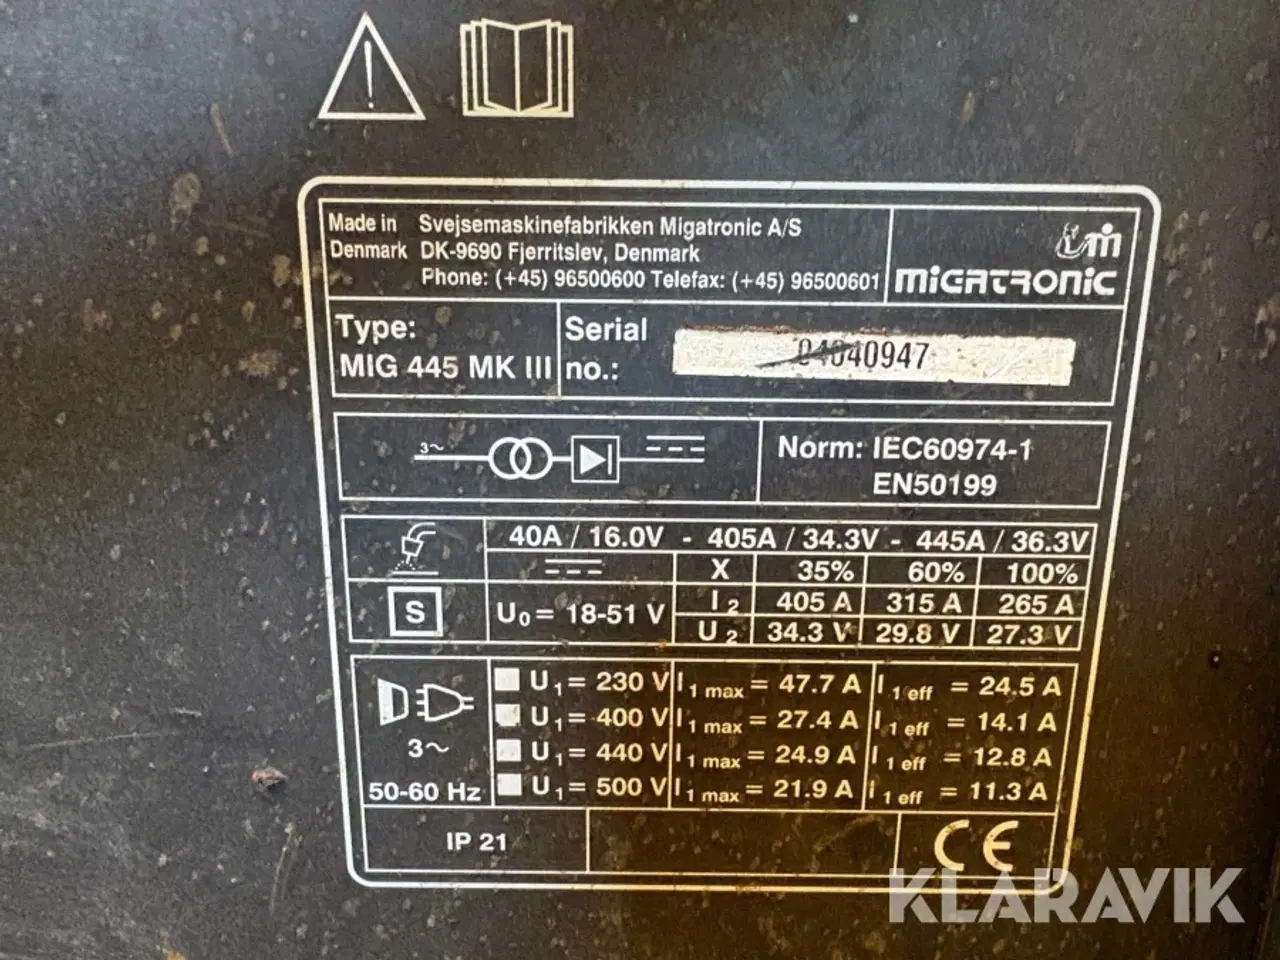 Made in Svejsemaskinefabrikken Migatronic A/S
Denmark DK-9690 Fjerritslev, Denmark
Phone: (+45) 96500600 Telefax: (+45) 96500601
MIGATRONIC
Type:
MIG 445 MK III
Serial
no.: 04040947
3~
Norm: IEC60974-1
EN50199
40A / 16.0V - 405A / 34.3V - 445A / 36.3V
X 35% 60% 100%
S
U0= 18-51 V
I2 405 A 315 A 265 A
U2 34.3 V 29.8 V 27.3 V
3~
50-60 Hz
U1= 230 V I1 max = 47.7 A I1 eff = 24.5 A
U1= 400 V I1 max = 27.4 A I1 eff = 14.1 A
U1= 440 V I1 max = 24.9 A I1 eff = 12.8 A
U1= 500 V I1 max = 21.9 A I1 eff = 11.3 A
IP 21
CE
KLARAVIK